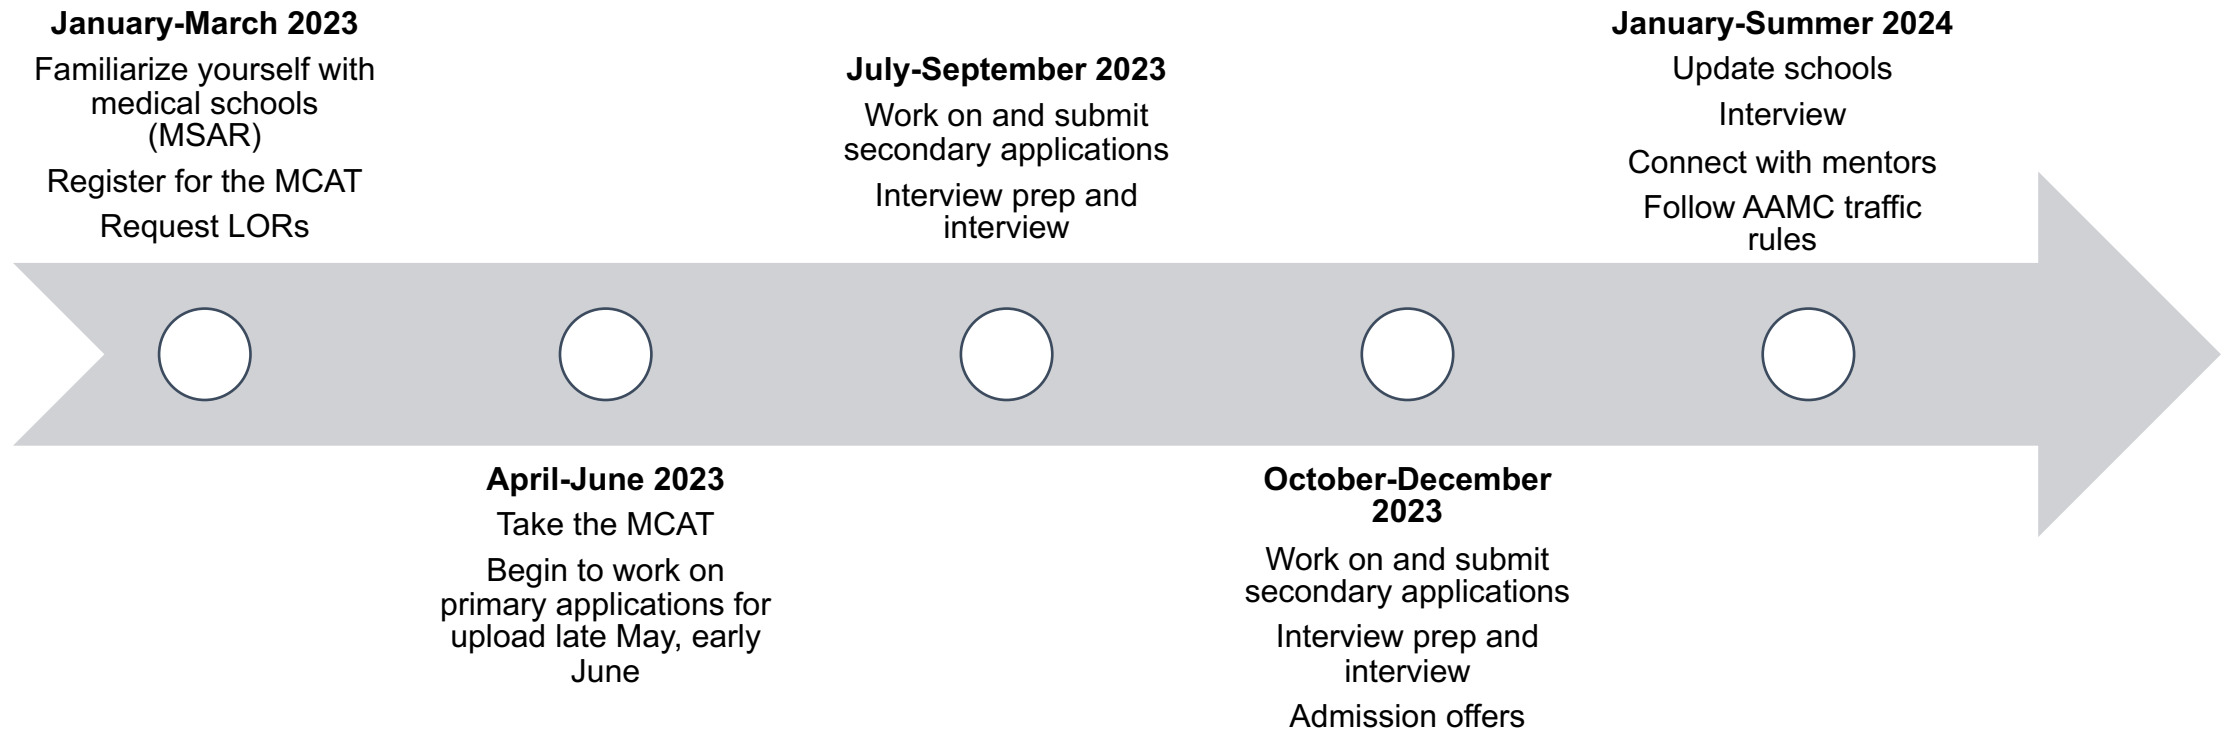 January-March 2023
Familiarize yourself with
medical schools
(MSAR)
Register for the MCAT
Request LORs
April-June 2023
Take the MCAT
Begin to work on
primary applications for
upload late May, early
June
July-September 2023
Work on and submit
secondary applications
Interview prep and
interview
October-December
2023
Work on and submit
secondary applications
Interview prep and
interview
Admission offers
January-Summer 2024
Update schools
Interview
Connect with mentors
Follow AAMC traffic
rules